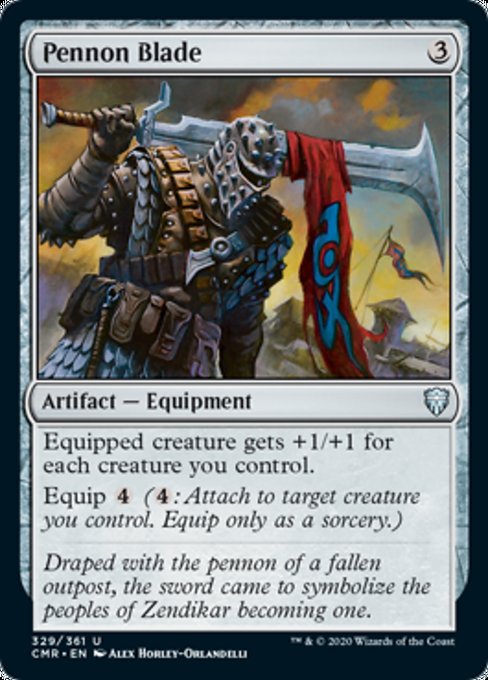 Pennon Blade 3
Artifact — Equipment
Equipped creature gets +1/+1 for
each creature you control.
Equip 4 (4: Attach to target creature
you control. Equip only as a sorcery.)
Draped with the pennon of a fallen
outpost, the sword came to symbolize the
peoples of Zendikar becoming one.
329/361 U
™ & © 2020 Wizards of the Coast
CMR • EN Alex Horley-Orlandelli